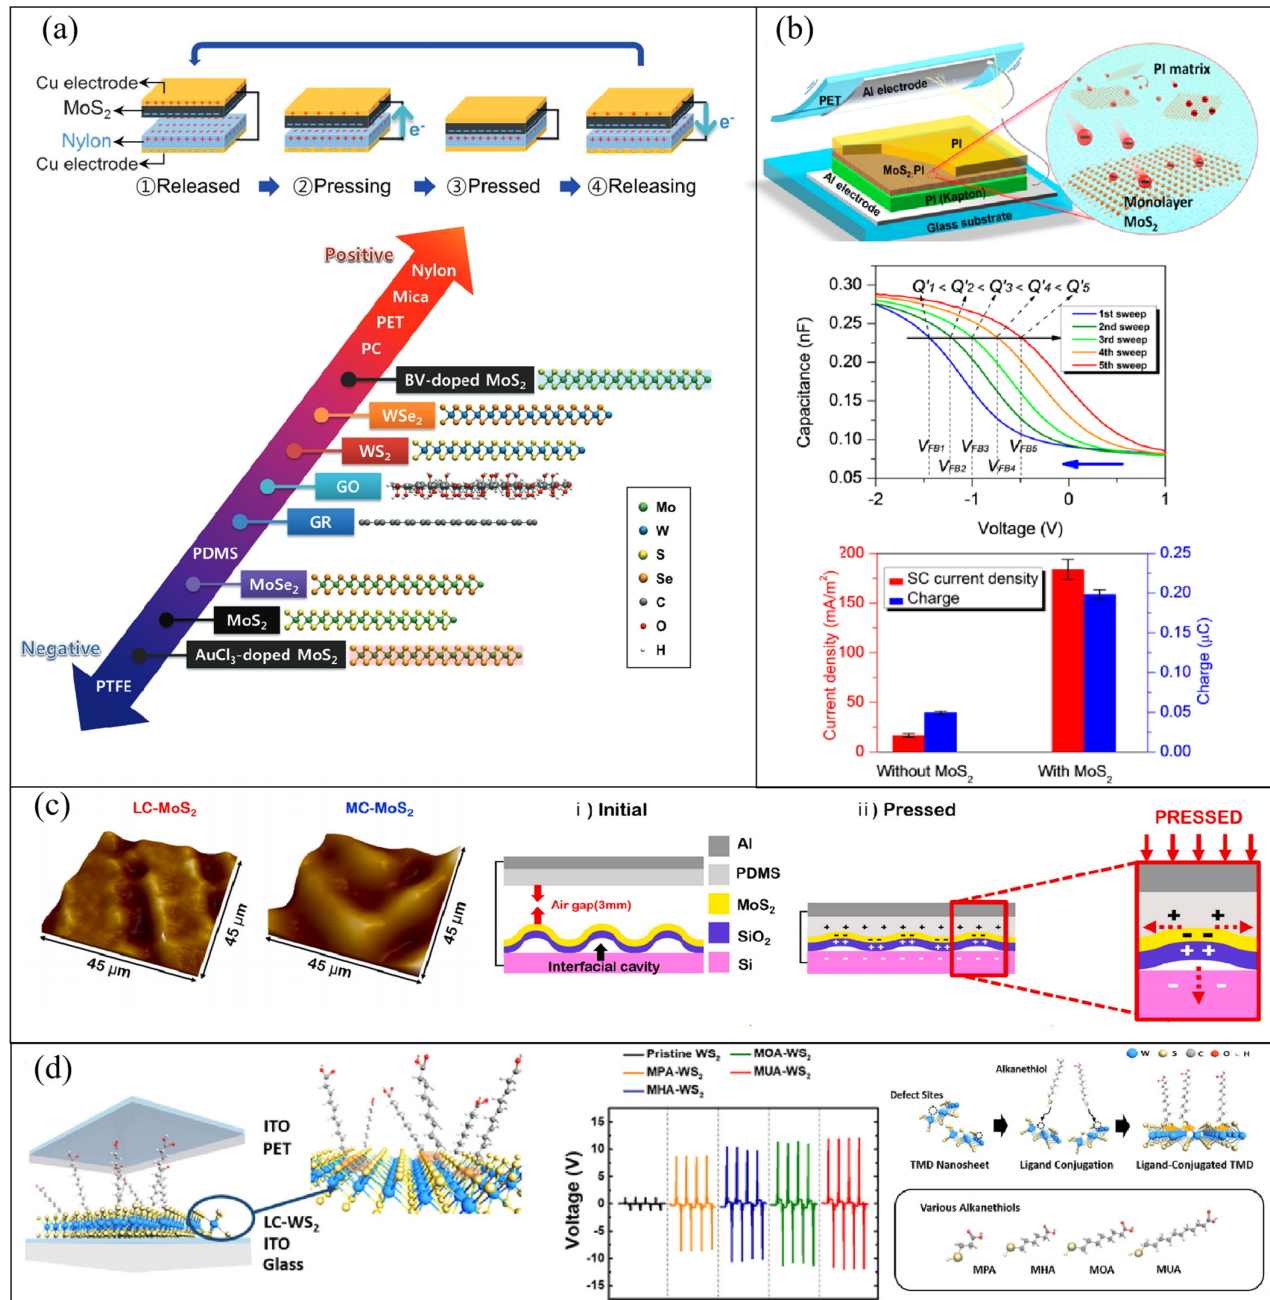 (a)
Cu electrode
MoS2
Nylon
Cu electrode
e-
e-
①Released
②Pressing
③Pressed
④Releasing
Positive
Nylon
Mica
PET
PC
BV-doped MoS2
WSe2
WS2
GO
GR
PDMS
MoSe2
MoS2
AuCl3-doped MoS2
PTFE
Negative
Mo
W
S
Se
C
O
H
(b)
PET
Al electrode
PI matrix
PI
MoS2:PI
Al electrode
PI (Kapton)
Glass substrate
Monolayer
MoS2
Q'1 < Q'2 < Q'3 < Q'4 < Q'5
1st sweep
2nd sweep
3rd sweep
4th sweep
5th sweep
Capacitance (nF)
0.30
0.25
0.20
0.15
0.10
0.05
VFB1
VFB2
VFB3
VFB4
VFB5
-2
-1
0
1
Voltage (V)
SC current density
Charge
Current density (mA/m2)
200
150
100
50
0
Charge (µC)
0.25
0.20
0.15
0.10
0.05
0.00
Without MoS2
With MoS2
(c)
LC-MoS2
MC-MoS2
45 µm
45 µm
45 µm
45 µm
i ) Initial
Air gap(3mm)
Interfacial cavity
Al
PDMS
MoS2
SiO2
Si
ii) Pressed
PRESSED
(d)
ITO
PET
LC-WS2
ITO
Glass
Pristine WS2
MPA-WS2
MHA-WS2
MOA-WS2
MUA-WS2
Voltage (V)
15
10
5
0
-5
-10
-15
W
S
C
O
H
Alkanethiol
Defect Sites
TMD Nanosheet
Ligand Conjugation
Ligand-Conjugated TMD
Various Alkanethiols
MPA
MHA
MOA
MUA